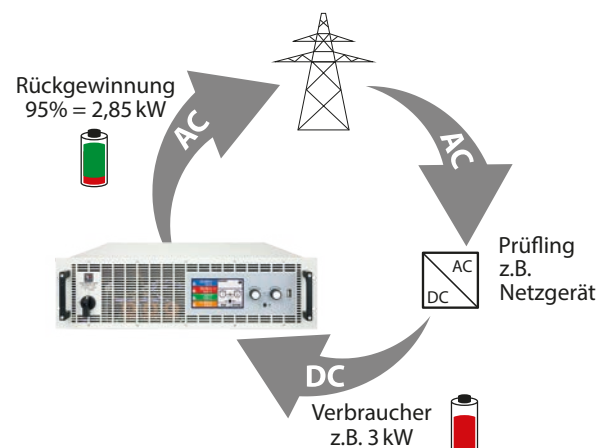 Rückgewinnung
95% = 2,85 kW
AC
AC
Prüfling
z.B.
Netzgerät
AC
DC
DC
Verbraucher
z.B. 3 kW